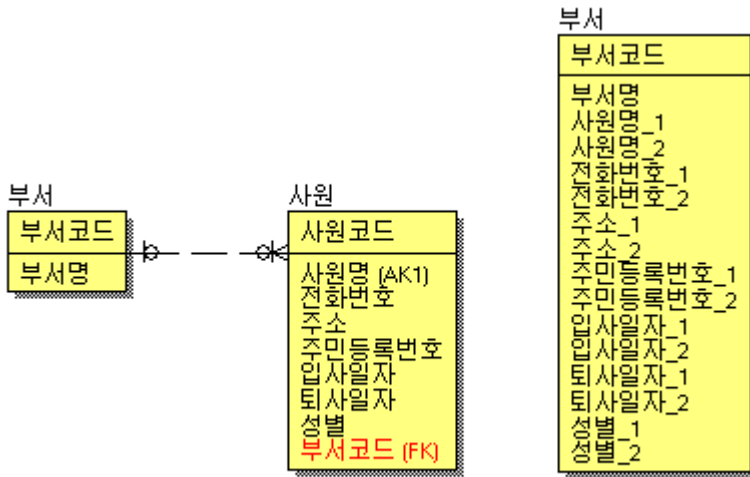 부서
부서코드
부서명
사원
사원코드
사원명 (AK1)
전화번호
주소
주민등록번호
입사일자
퇴사일자
성별
부서코드 (FK)
부서
부서코드
부서명
사원명_1
사원명_2
전화번호_1
전화번호_2
주소_1
주소_2
주민등록번호_1
주민등록번호_2
입사일자_1
입사일자_2
퇴사일자_1
퇴사일자_2
성별_1
성별_2